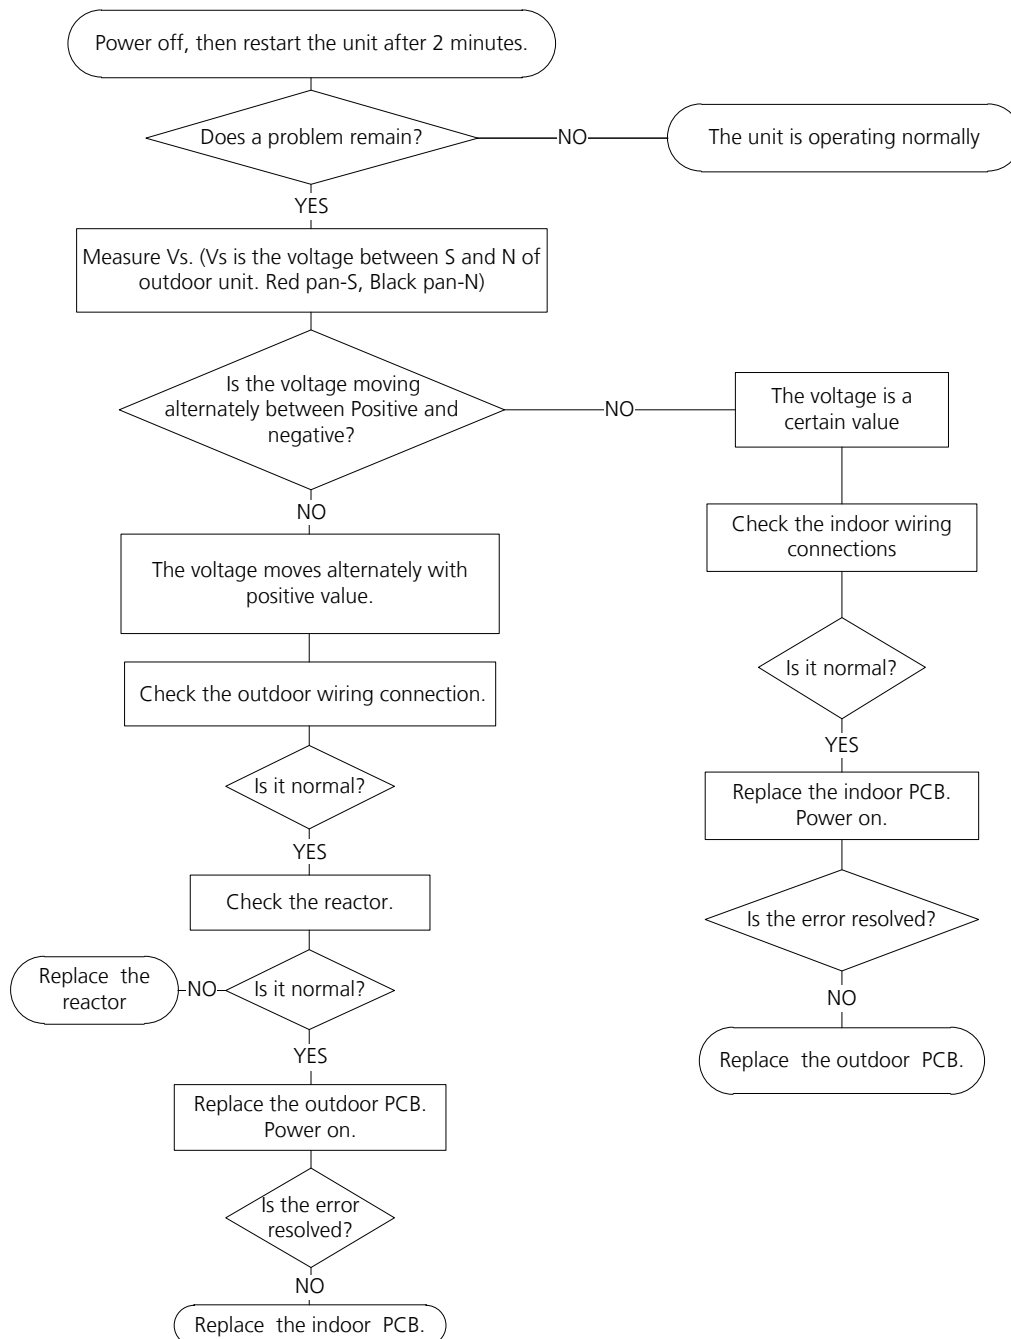 Power off, then restart the unit after 2 minutes.
Does a problem remain?
NO
The unit is operating normally
YES
Measure Vs. (Vs is the voltage between S and N of
outdoor unit. Red pan-S, Black pan-N)
Is the voltage moving
alternately between Positive and
negative?
NO
The voltage is a
certain value
NO
The voltage moves alternately with
positive value.
Check the outdoor wiring connection.
Is it normal?
YES
Check the reactor.
Is it normal?
NO
Replace the
reactor
YES
Replace the outdoor PCB.
Power on.
Is the error
resolved?
NO
Replace the indoor PCB.
Check the indoor wiring
connections
Is it normal?
YES
Replace the indoor PCB.
Power on.
Is the error resolved?
NO
Replace the outdoor PCB.